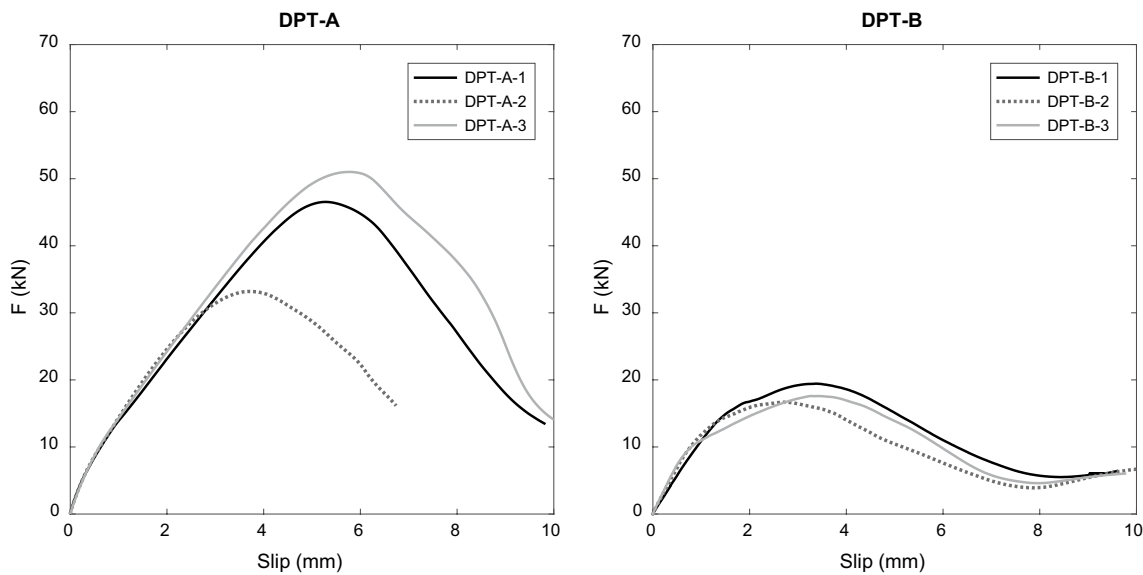 DPT-A
70
60
50
40
30
20
10
0
F (kN)
0 2 4 6 8 10
Slip (mm)
DPT-A-1
DPT-A-2
DPT-A-3
DPT-B
70
60
50
40
30
20
10
0
F (kN)
0 2 4 6 8 10
Slip (mm)
DPT-B-1
DPT-B-2
DPT-B-3